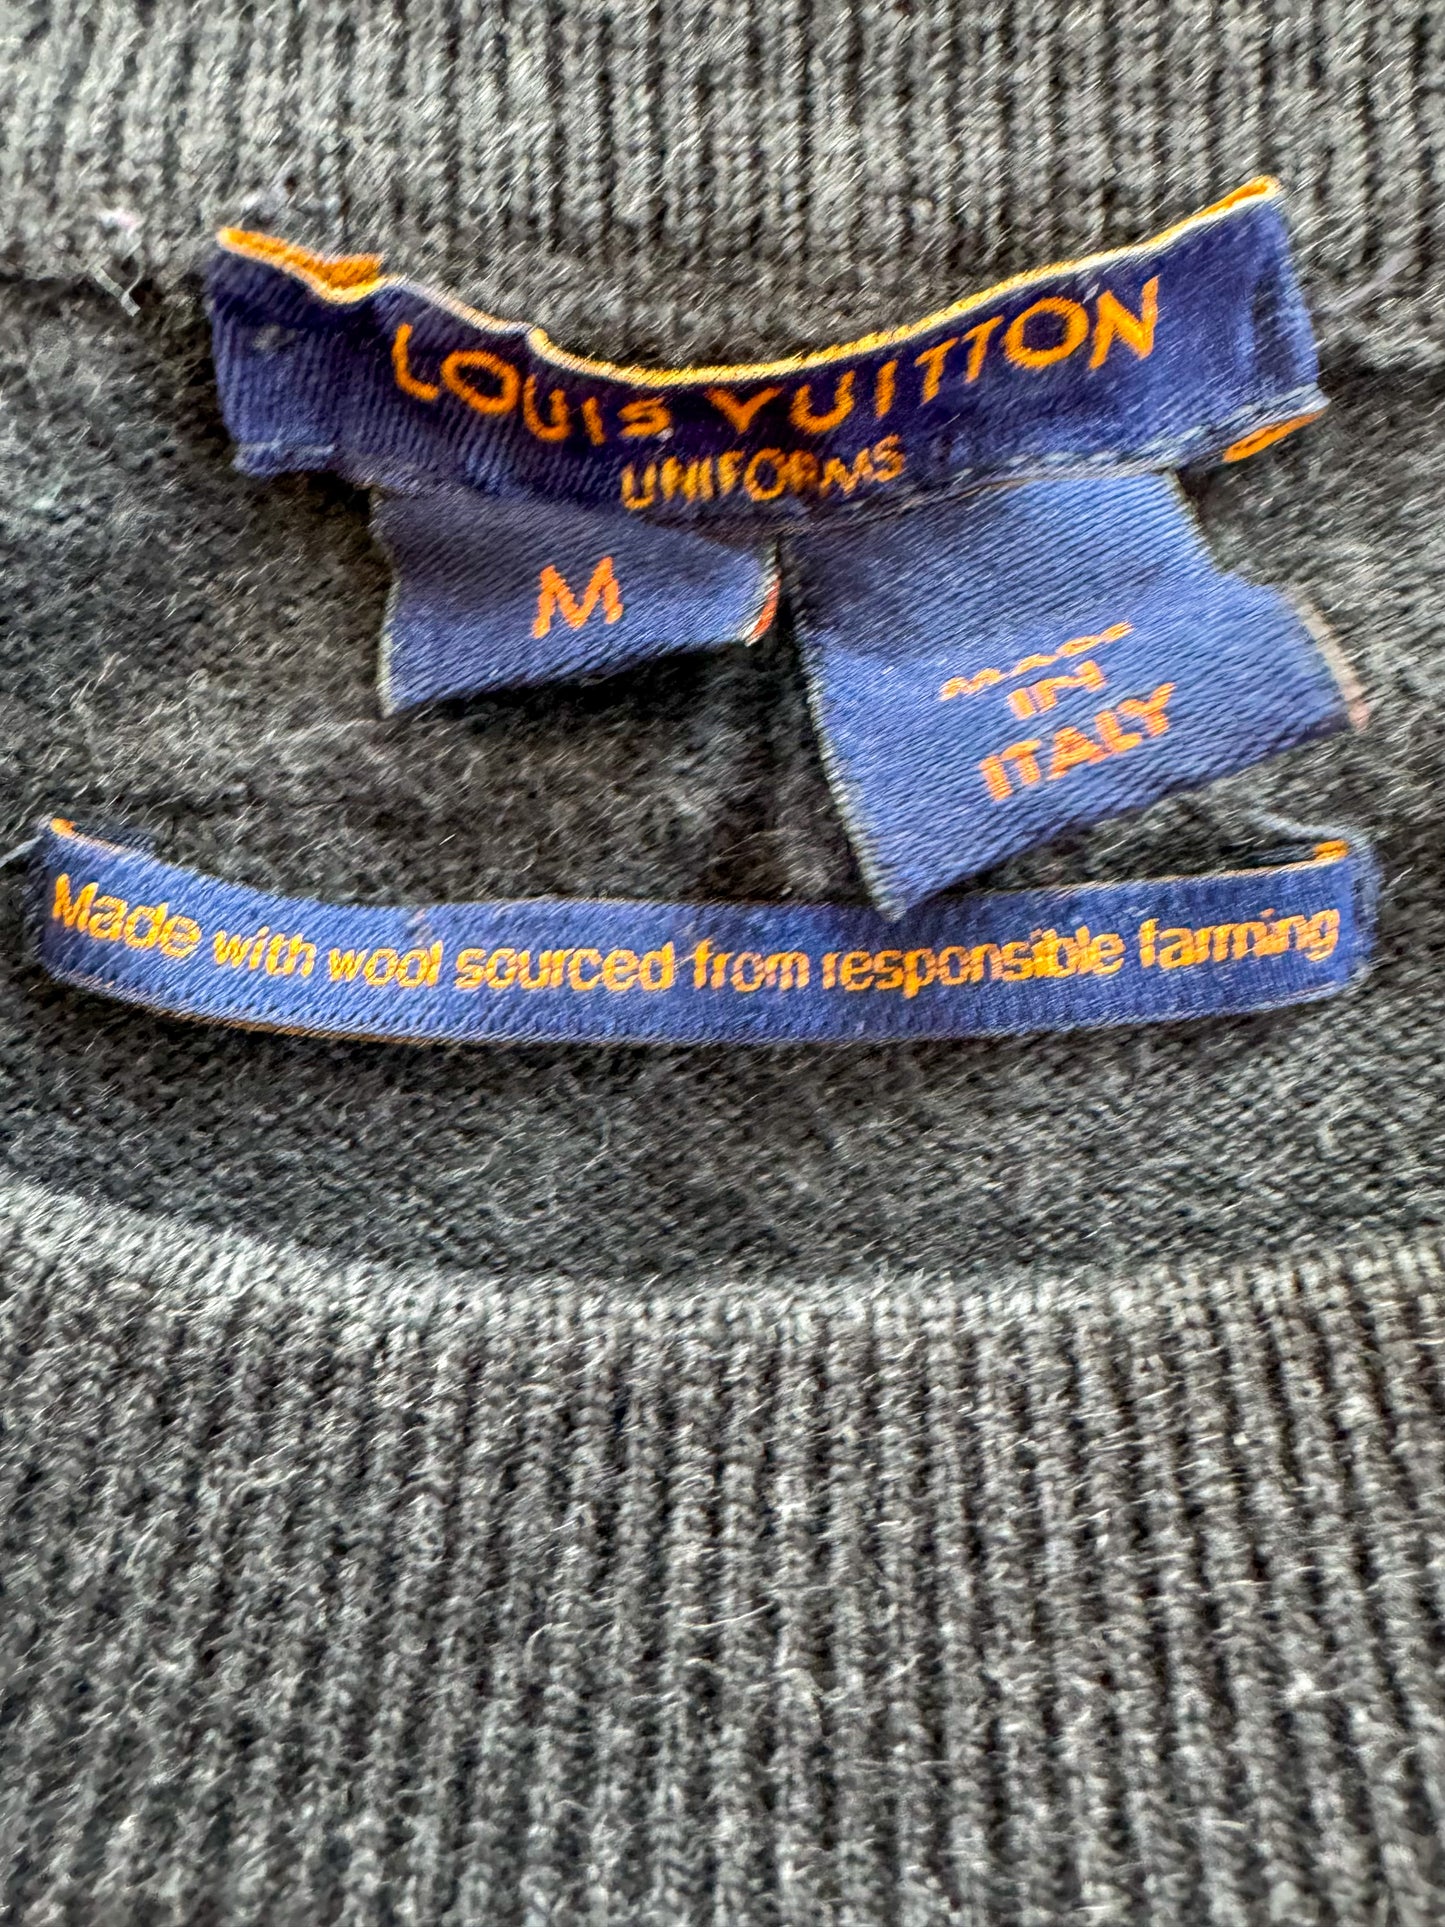 LOUIS VUITTON
UNIFORMS
M
MADE
IN
ITALY
Made with wool sourced from responsible farming